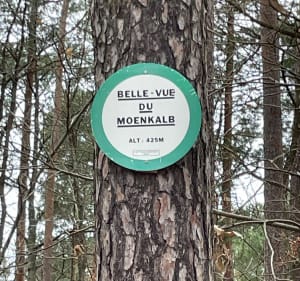 BELLE-VUE
DU
MOENKALB
ALT: 425M